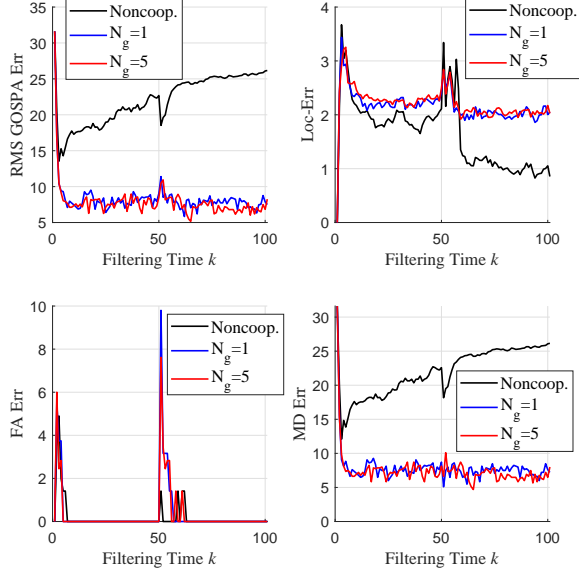 35
30
25
20
15
10
5
0
50
100
RMS GOSPA Err
Filtering Time k
Noncoop.
N_g=1
N_g=5
4
3
2
1
0
0
50
100
Loc-Err
Filtering Time k
Noncoop.
N_g=1
N_g=5
10
8
6
4
2
0
0
50
100
FA Err
Filtering Time k
Noncoop.
N_g=1
N_g=5
30
25
20
15
10
5
0
0
50
100
MD Err
Filtering Time k
Noncoop.
N_g=1
N_g=5